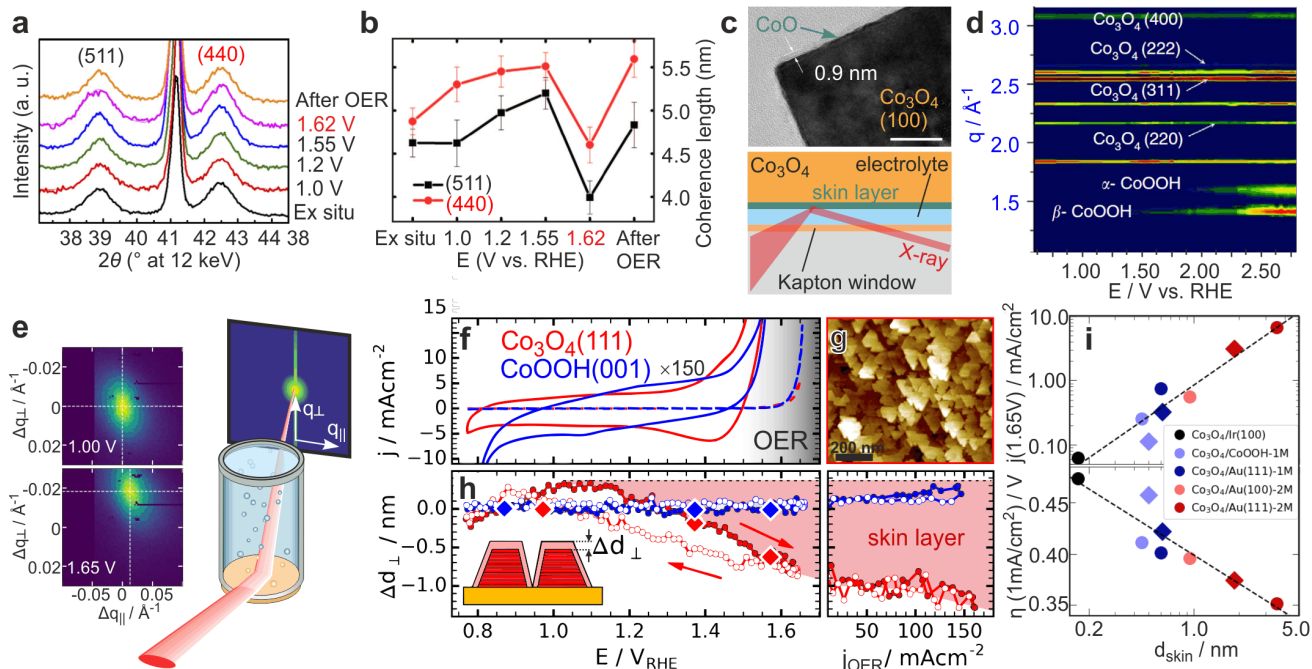 a
(511)
(440)
Intensity (a. u.)
After OER
1.62 V
1.55 V
1.2 V
1.0 V
Ex situ
38 39 40 41 42 43 44 38
2θ (° at 12 keV)
b
5.5
5.0
4.5
4.0
Coherence length (nm)
(511)
(440)
Ex situ 1.0 1.2 1.55 1.62 After OER
E (V vs. RHE)
c
CoO
0.9 nm
Co₃O₄
(100)
Co₃O₄
electrolyte
skin layer
X-ray
Kapton window
d
3.0
2.5
2.0
1.5
q / Å⁻¹
Co₃O₄ (400)
Co₃O₄ (222)
Co₃O₄ (311)
Co₃O₄ (220)
α- CoOOH
β- CoOOH
1.00 1.50 2.00 2.50
E / V vs. RHE
e
-0.02
0
0.02
Δq⊥ / Å⁻¹
1.00 V
-0.02
0
0.02
Δq⊥ / Å⁻¹
1.65 V
-0.05 0.00 0.05
Δq|| / Å⁻¹
q⊥
q||
f
15
10
5
0
-5
-10
j / mAcm⁻²
Co₃O₄(111)
CoOOH(001) ×150
OER
g
200 nm
h
0.0
-0.5
-1.0
Δd⊥ / nm
Δd⊥
skin layer
0.8 1.0 1.2 1.4 1.6
E / V_RHE
50 100 150
j_OER / mAcm⁻²
i
10.0
1.00
0.10
j(1.65V) / mA/cm²
Co₃O₄/Ir(100)
Co₃O₄/CoOOH-1M
Co₃O₄/Au(111)-1M
Co₃O₄/Au(100)-2M
Co₃O₄/Au(111)-2M
0.45
0.40
0.35
η (1mA/cm²) / V
0.2 1.0 5.0
d_skin / nm